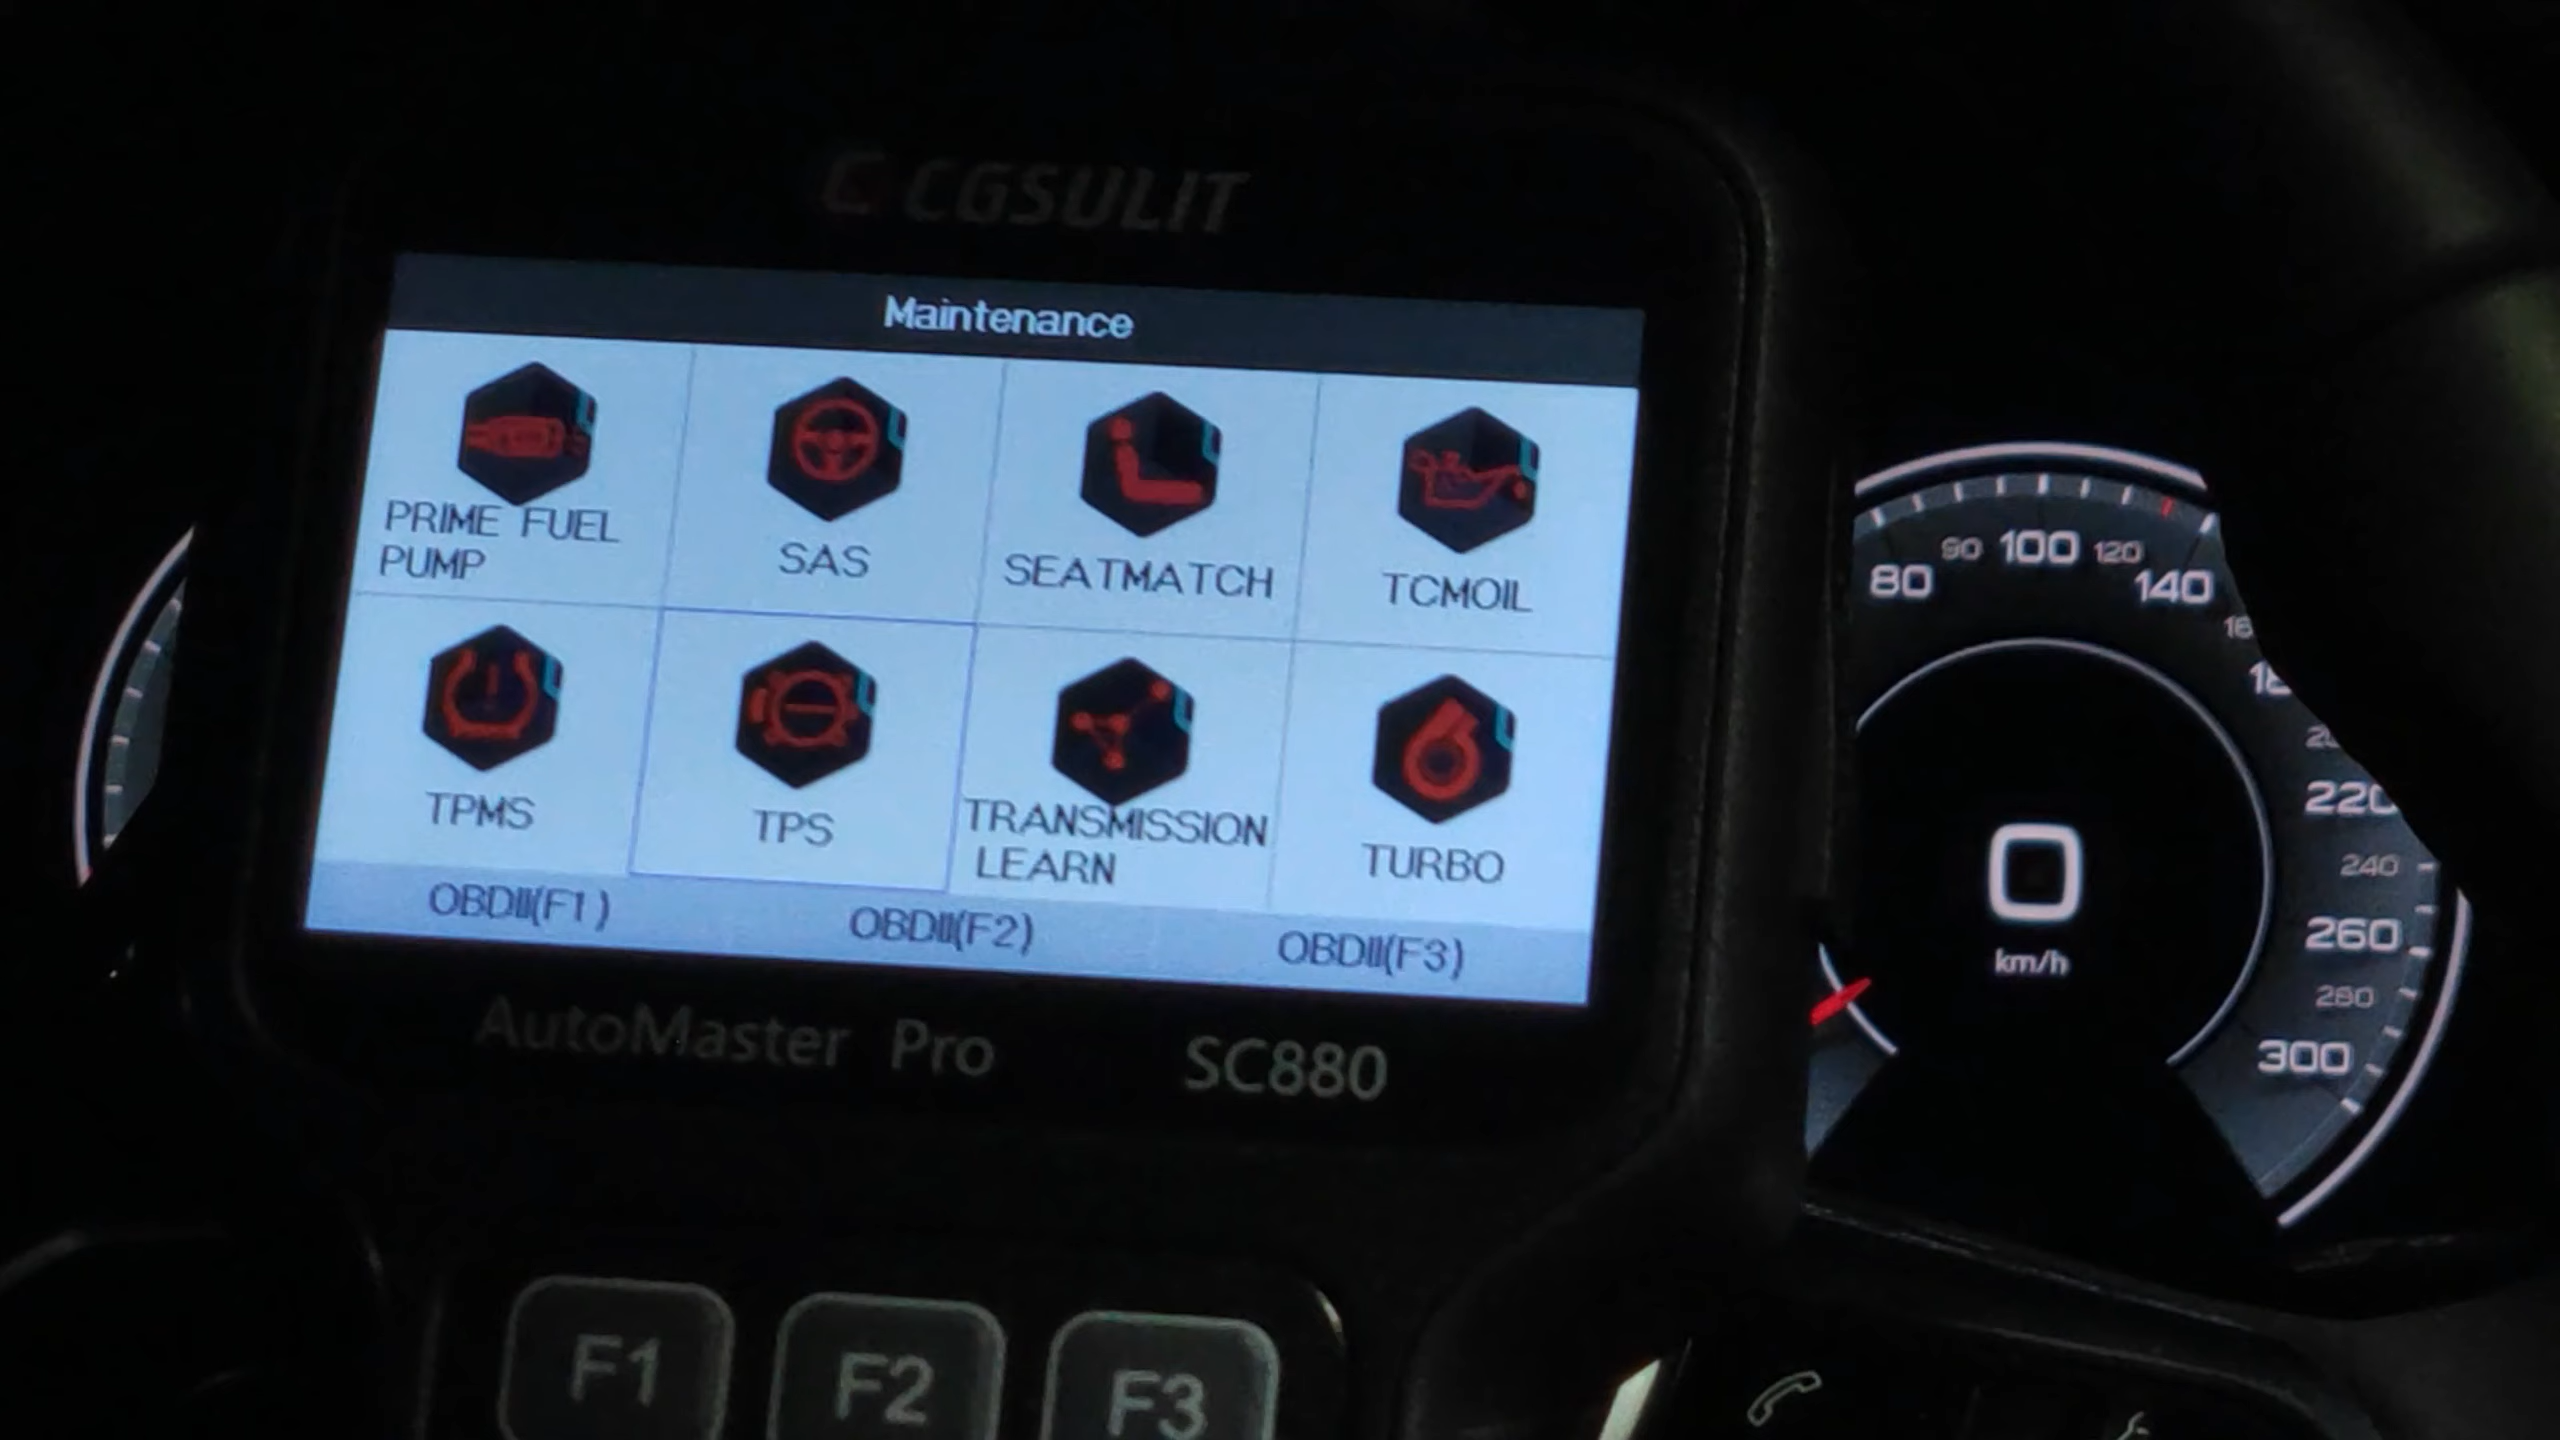 CGSULIT
Maintenance
PRIME FUEL
PUMP
SAS
SEATMATCH
TCMOIL
TPMS
TPS
TRANSMISSION
LEARN
TURBO
OBDII(F1)
OBDII(F2)
OBDII(F3)
AutoMaster Pro
SC880
F1
F2
F3
80
90
100
120
140
220
240
260
280
300
0
km/h